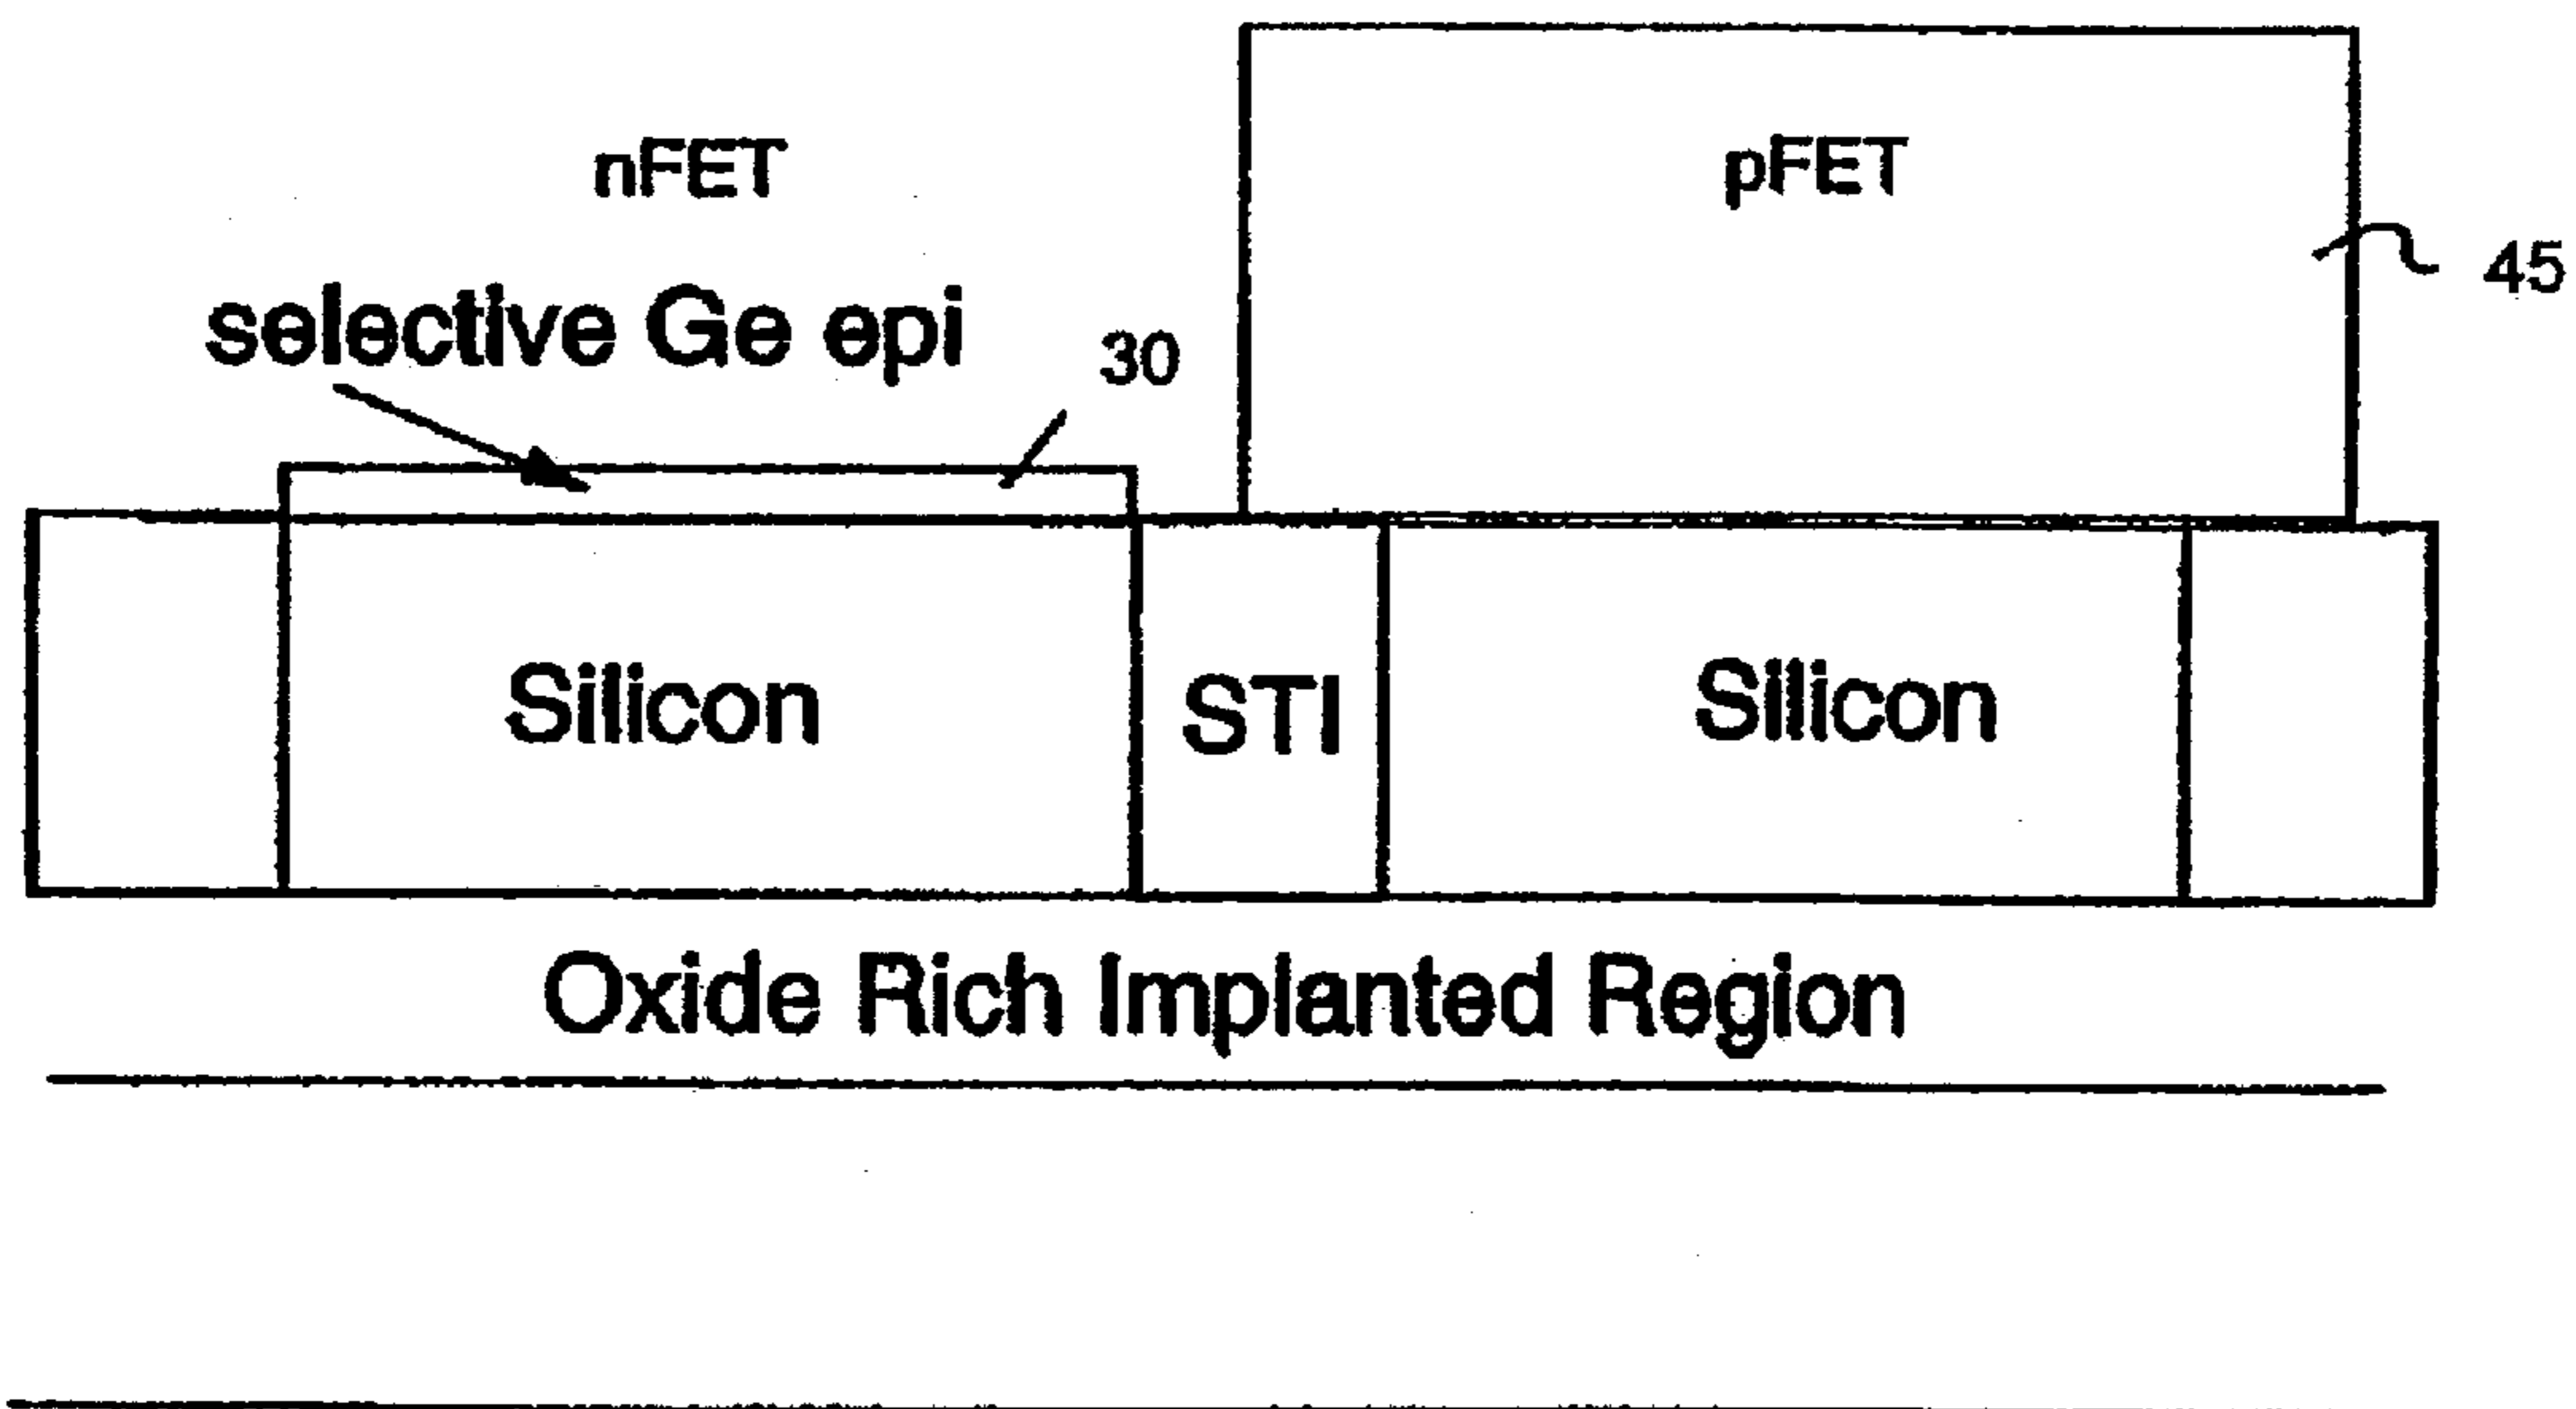 nFET
pFET
selective Ge epi
30
45
Silicon
STI
Silicon
Oxide Rich Implanted Region